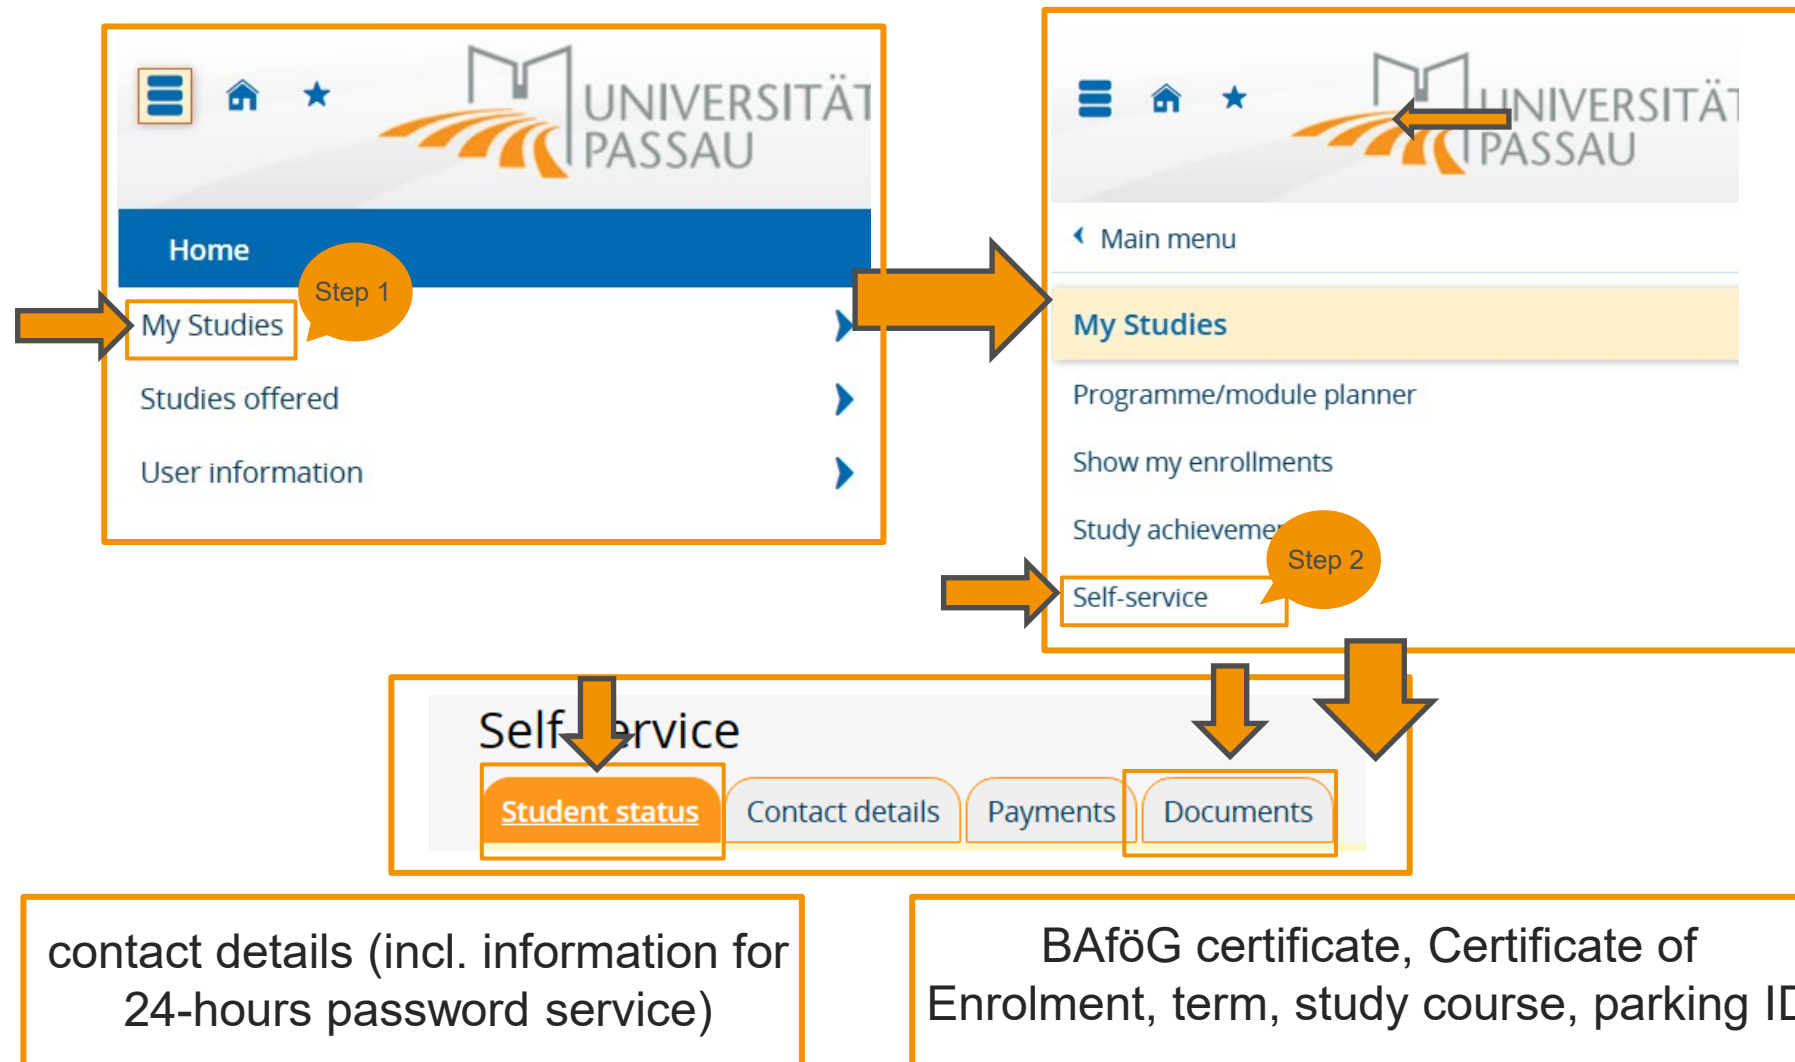 UNIVERSITÄT
PASSAU
Home
Step 1
My Studies
Studies offered
User information
UNIVERSITÄT
PASSAU
Main menu
My Studies
Programme/module planner
Show my enrollments
Study
Step 2
Self-service
Self-service
Student status Contact details Payments Documents
contact details (incl. information for
24-hours password service)
BAföG certificate, Certificate of
Enrolment, term, study course, parking ID